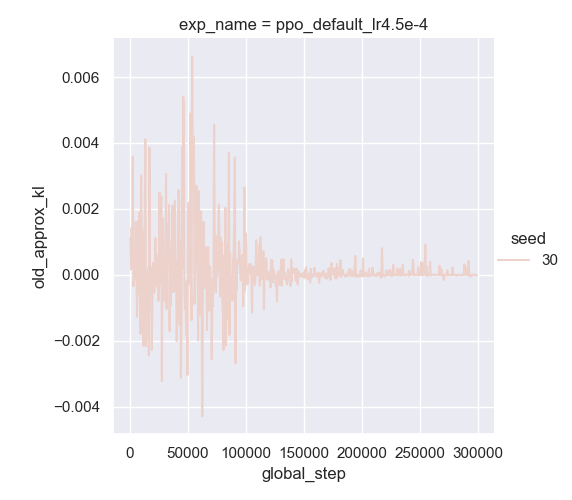 exp_name = ppo_default_lr4.5e-4
old_approx_kl
0.006
0.004
0.002
0.000
−0.002
−0.004
0 50000 100000 150000 200000 250000 300000
global_step
seed
30